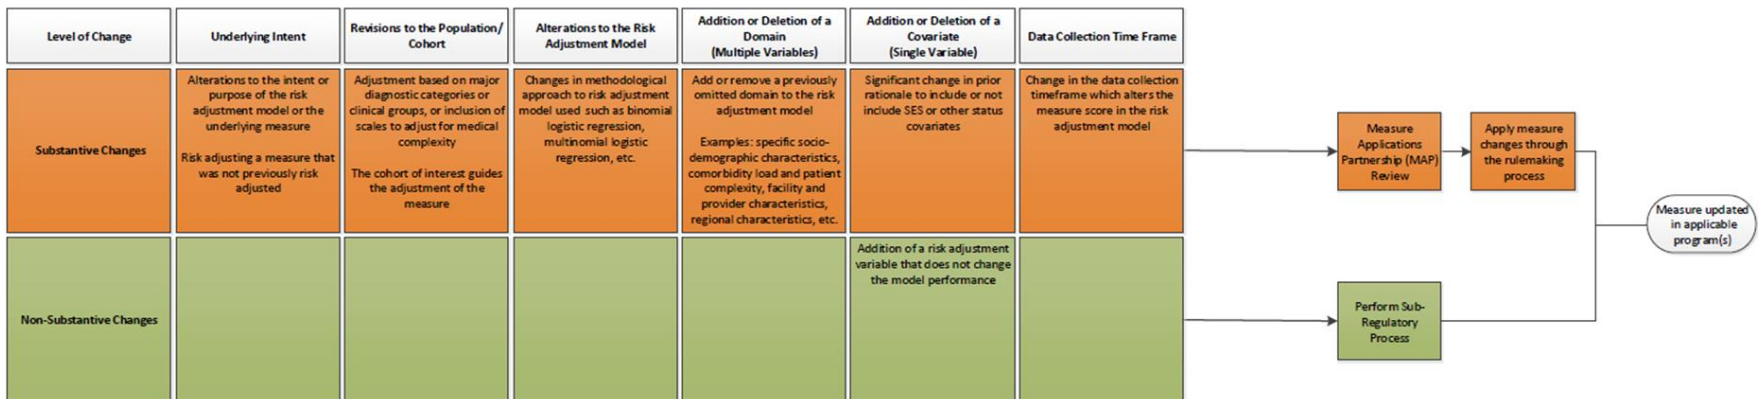 Level of Change
Underlying Intent
Revisions to the Population/
Cohort
Alterations to the Risk
Adjustment Model
Addition or Deletion of a
Domain
(Multiple Variables)
Addition or Deletion of a
Covariate
(Single Variable)
Data Collection Time Frame
Substantive Changes
Alterations to the intent or
purpose of the risk
adjustment model or the
underlying measure
Risk adjusting a measure that
was not previously risk
adjusted
Adjustment based on major
diagnostic categories or
clinical groups, or inclusion of
scales to adjust for medical
complexity
The cohort of interest guides
the adjustment of the
measure
Changes in methodological
approach to risk adjustment
model used such as binomial
logistic regression,
multinomial logistic
regression, etc.
Add or remove a previously
omitted domain to the risk
adjustment model
Examples: specific socio-
demographic characteristics,
comorbidity load and patient
complexity, facility and
provider characteristics,
regional characteristics, etc.
Significant change in prior
rationale to include or not
include SES or other status
covariates
Change in the data collection
timeframe which alters the
measure score in the risk
adjustment model
Measure
Applications
Partnership (MAP)
Review
Apply measure
changes through
the rulemaking
process
Measure updated
in applicable
program(s)
Non-Substantive Changes
Addition of a risk adjustment
variable that does not change
the model performance
Perform Sub-
Regulatory
Process